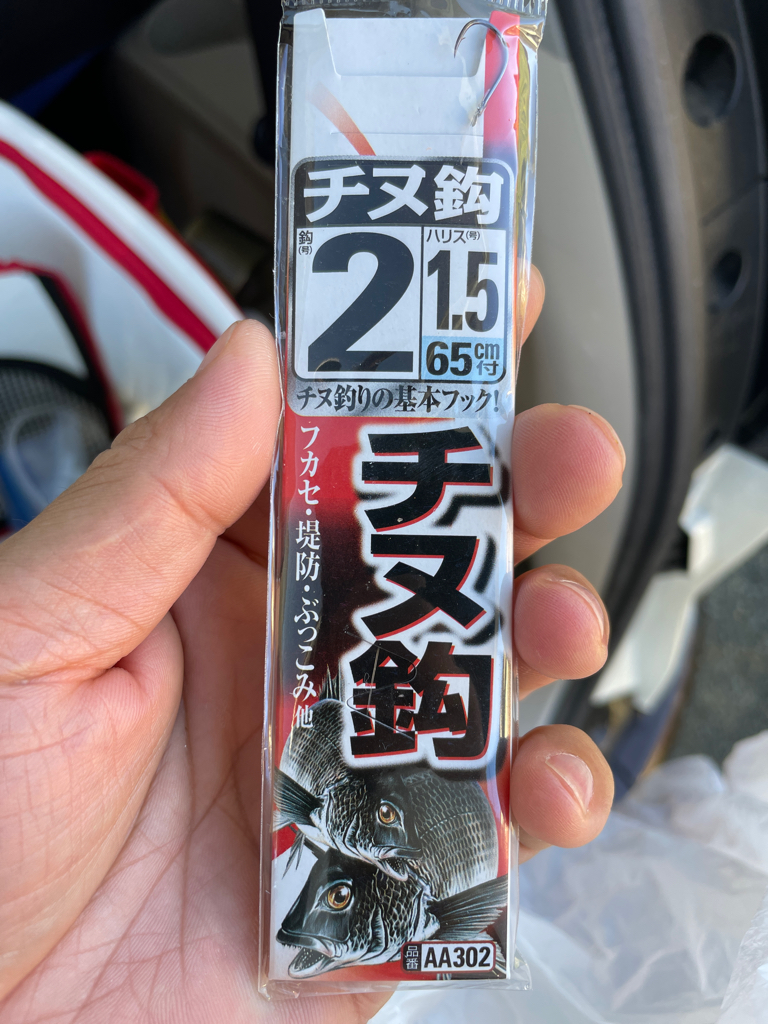 チヌ鈎
鈎(号)
2
ハリス(号)
1.5
65cm付
チヌ釣りの基本フック!
フカセ・堤防・ぶっこみ他
チヌ鈎
品番 AA302